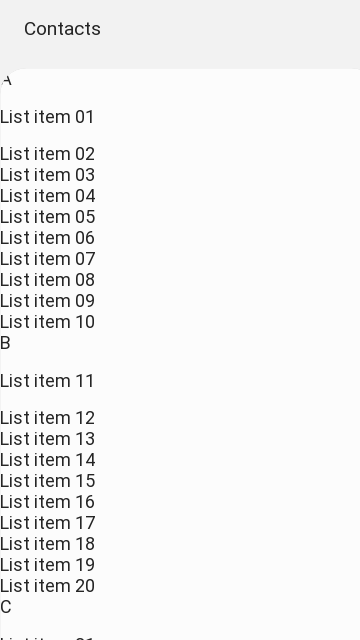 Contacts
A
List item 01
List item 02
List item 03
List item 04
List item 05
List item 06
List item 07
List item 08
List item 09
List item 10
B
List item 11
List item 12
List item 13
List item 14
List item 15
List item 16
List item 17
List item 18
List item 19
List item 20
C